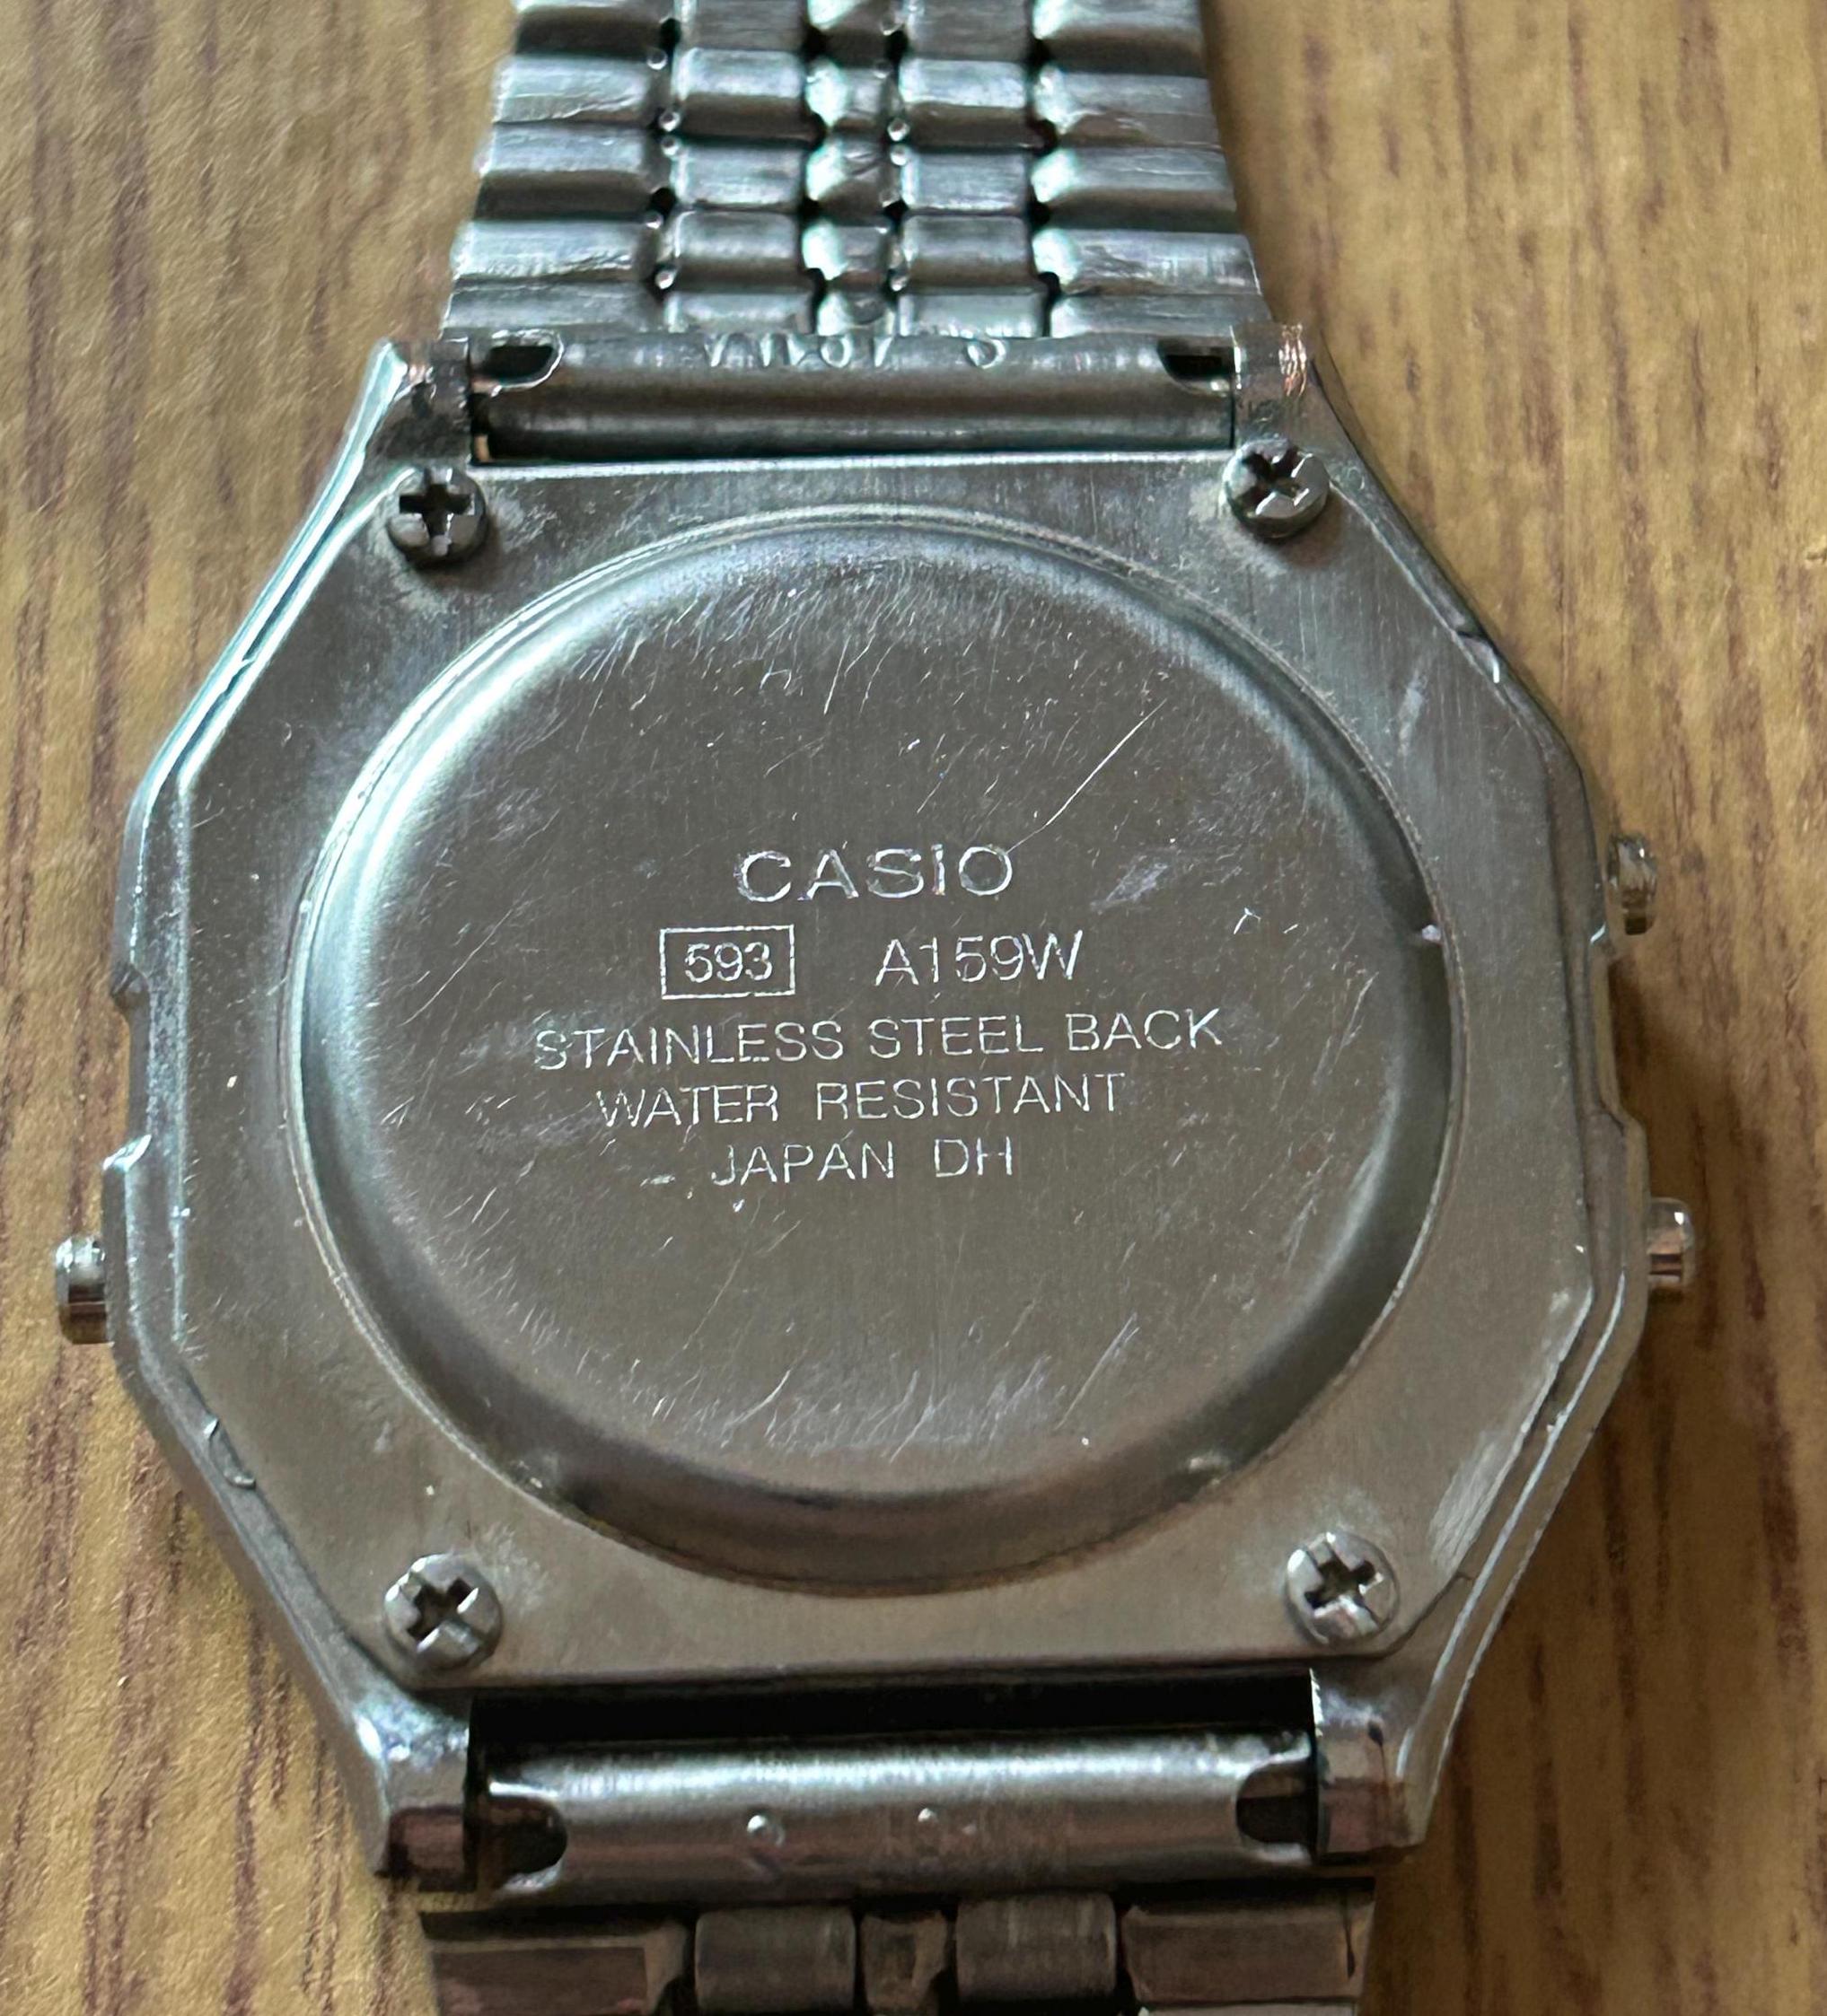 CASIO
593 A159W
STAINLESS STEEL BACK
WATER RESISTANT
JAPAN DH